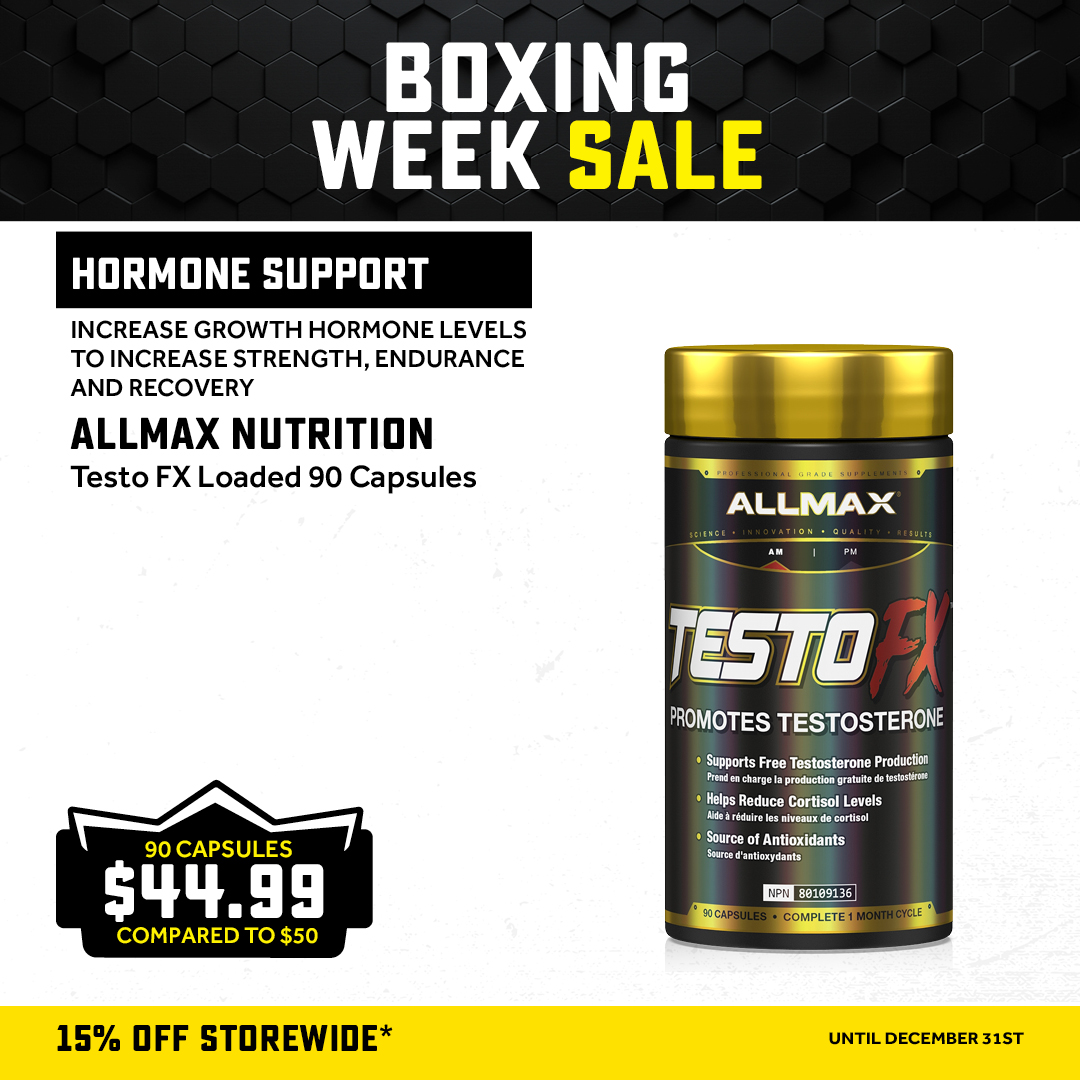 BOXING
WEEK SALE
HORMONE SUPPORT
INCREASE GROWTH HORMONE LEVELS
TO INCREASE STRENGTH, ENDURANCE
AND RECOVERY
ALLMAX NUTRITION
Testo FX Loaded 90 Capsules
PROFESSIONAL GRADE SUPPLEMENTS
ALLMAX®
SCIENCE • INNOVATION • QUALITY • RESULTS
AM | PM
TESTOFX™
PROMOTES TESTOSTERONE
• Supports Free Testosterone Production
Prend en charge la production gratuite de testostérone
• Helps Reduce Cortisol Levels
Aide à réduire les niveaux de cortisol
• Source of Antioxidants
Source d'antioxydants
NPN 80109136
90 CAPSULES • COMPLETE 1 MONTH CYCLE
90 CAPSULES
$44.99
COMPARED TO $50
15% OFF STOREWIDE*
UNTIL DECEMBER 31ST